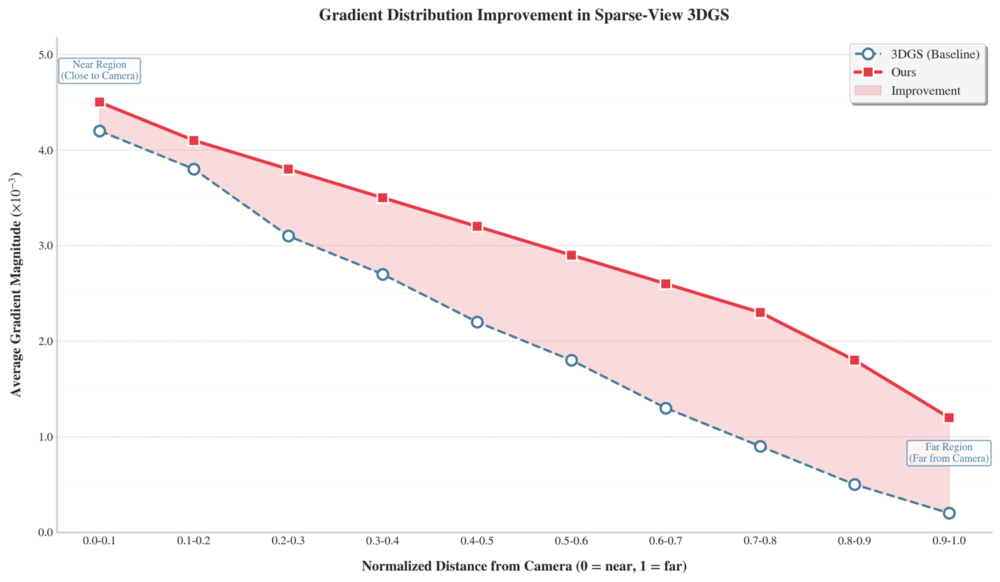 Gradient Distribution Improvement in Sparse-View 3DGS
Average Gradient Magnitude (×10⁻³)
5.0
4.0
3.0
2.0
1.0
0.0
Near Region
(Close to Camera)
3DGS (Baseline)
Ours
Improvement
Far Region
(Far from Camera)
0.0-0.1
0.1-0.2
0.2-0.3
0.3-0.4
0.4-0.5
0.5-0.6
0.6-0.7
0.7-0.8
0.8-0.9
0.9-1.0
Normalized Distance from Camera (0 = near, 1 = far)